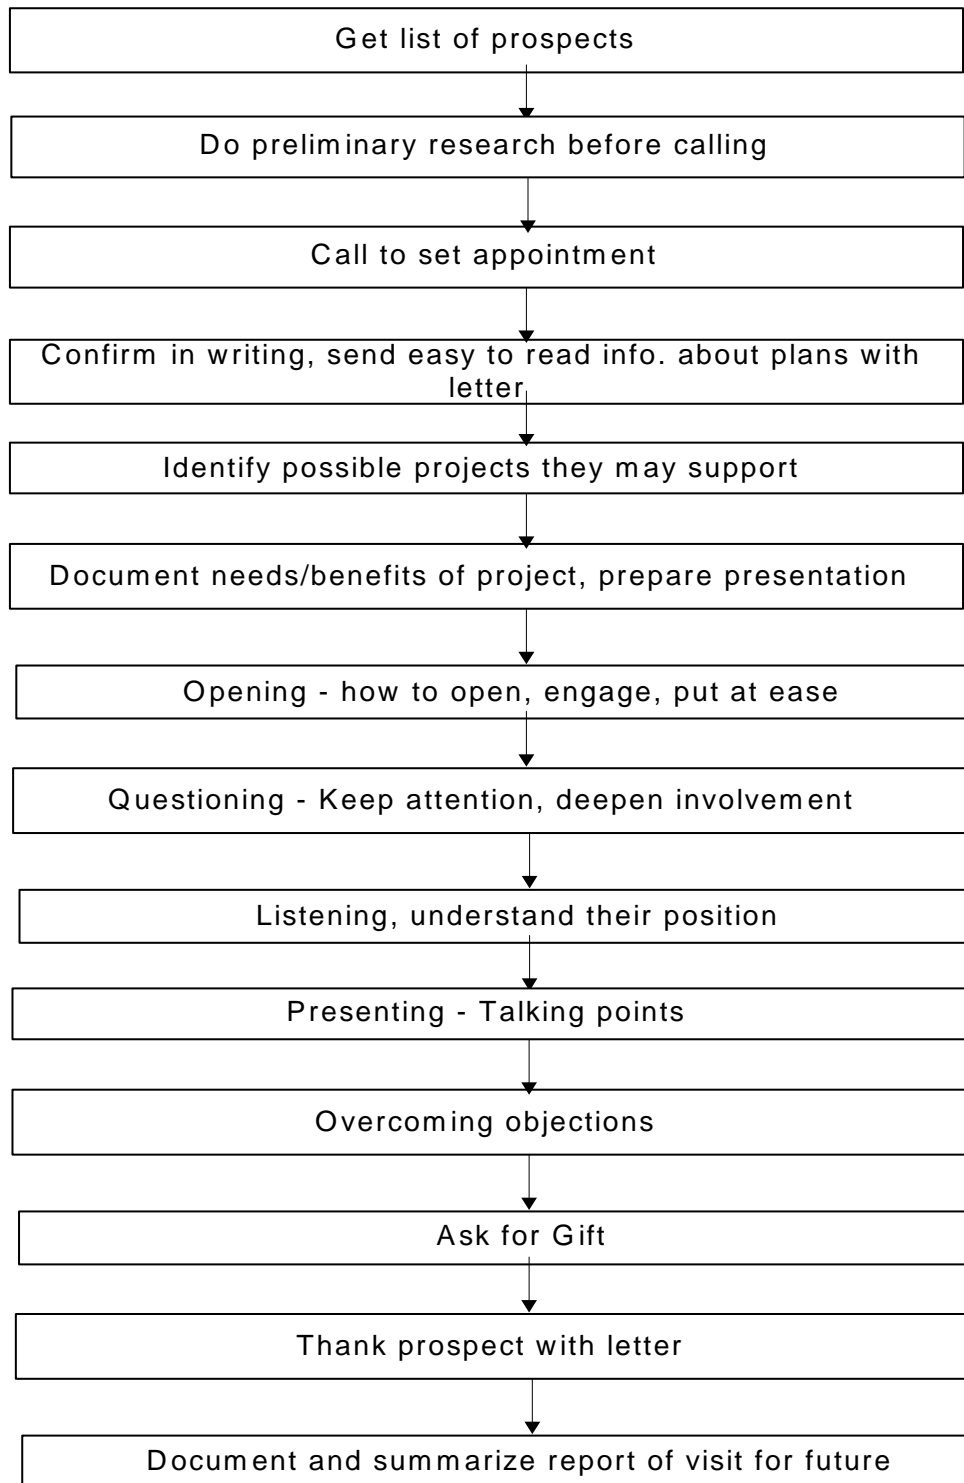 Get list of prospects
Do preliminary research before calling
Call to set appointment
Confirm in writing, send easy to read info. about plans with
letter
Identify possible projects they may support
Document needs/benefits of project, prepare presentation
Opening - how to open, engage, put at ease
Questioning - Keep attention, deepen involvement
Listening, understand their position
Presenting - Talking points
Overcoming objections
Ask for Gift
Thank prospect with letter
Document and summarize report of visit for future